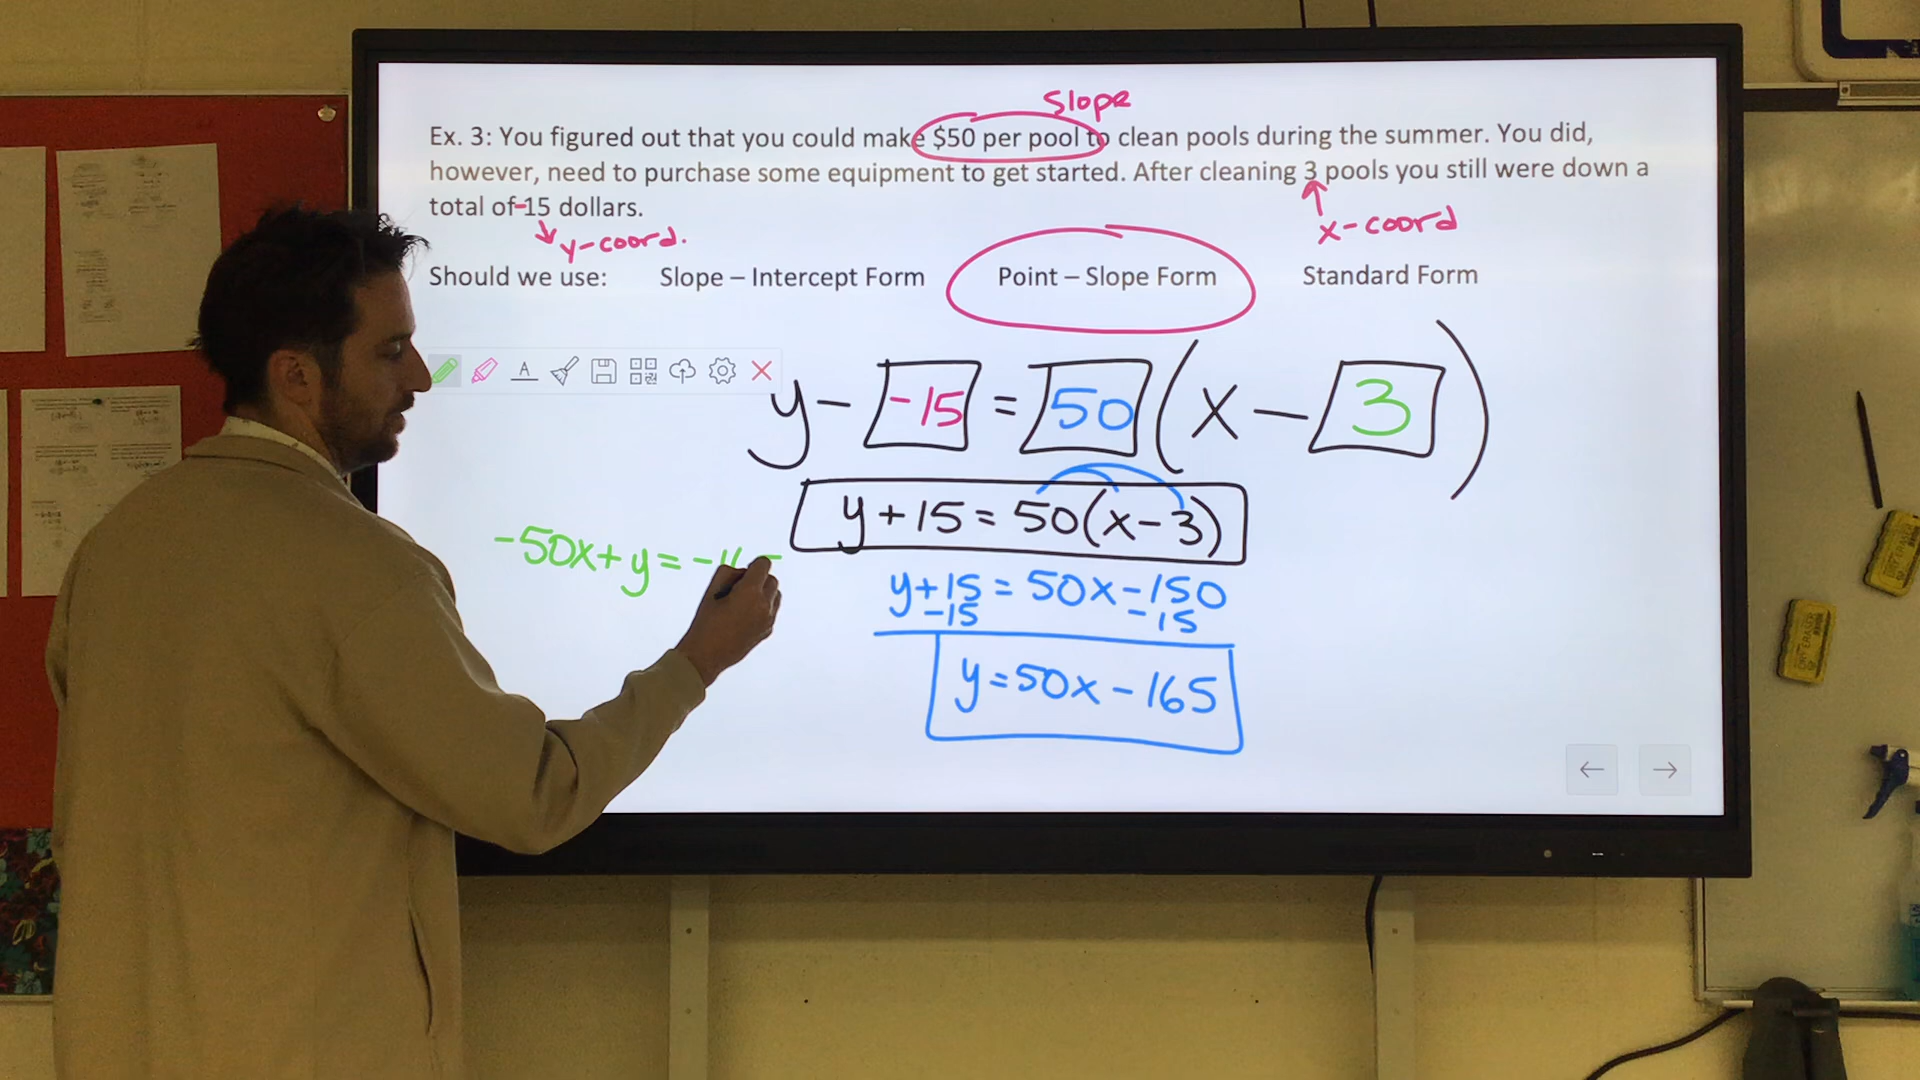 Slope
Ex. 3: You figured out that you could make $50 per pool to clean pools during the summer. You did,
however, need to purchase some equipment to get started. After cleaning 3 pools you still were down a
total of -15 dollars.
y-coord.
x-coord
Should we use: Slope – Intercept Form Point – Slope Form Standard Form
A
y - -15 = 50 (x - 3)
y+15 = 50(x-3)
-50x+y=
y+15 = 50x-150
-15 -15
y=50x-165